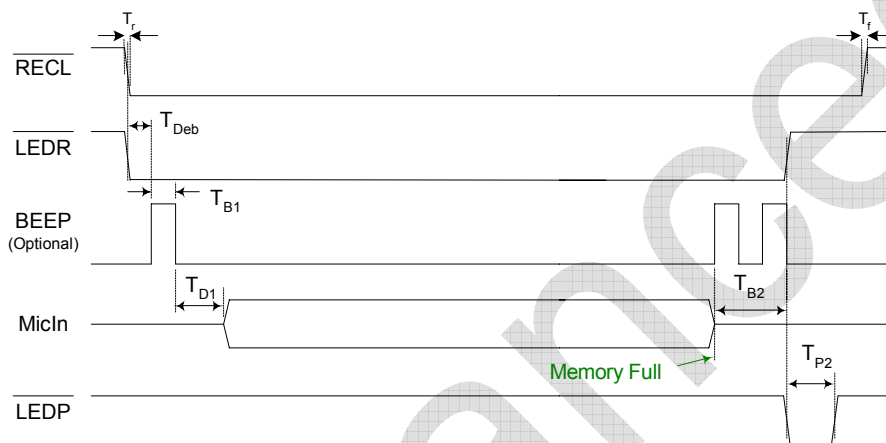 Tr
Tf
RECL
TDeb
LEDR
TB1
BEEP
(Optional)
TD1
TB2
MicIn
Memory Full
TP2
LEDP